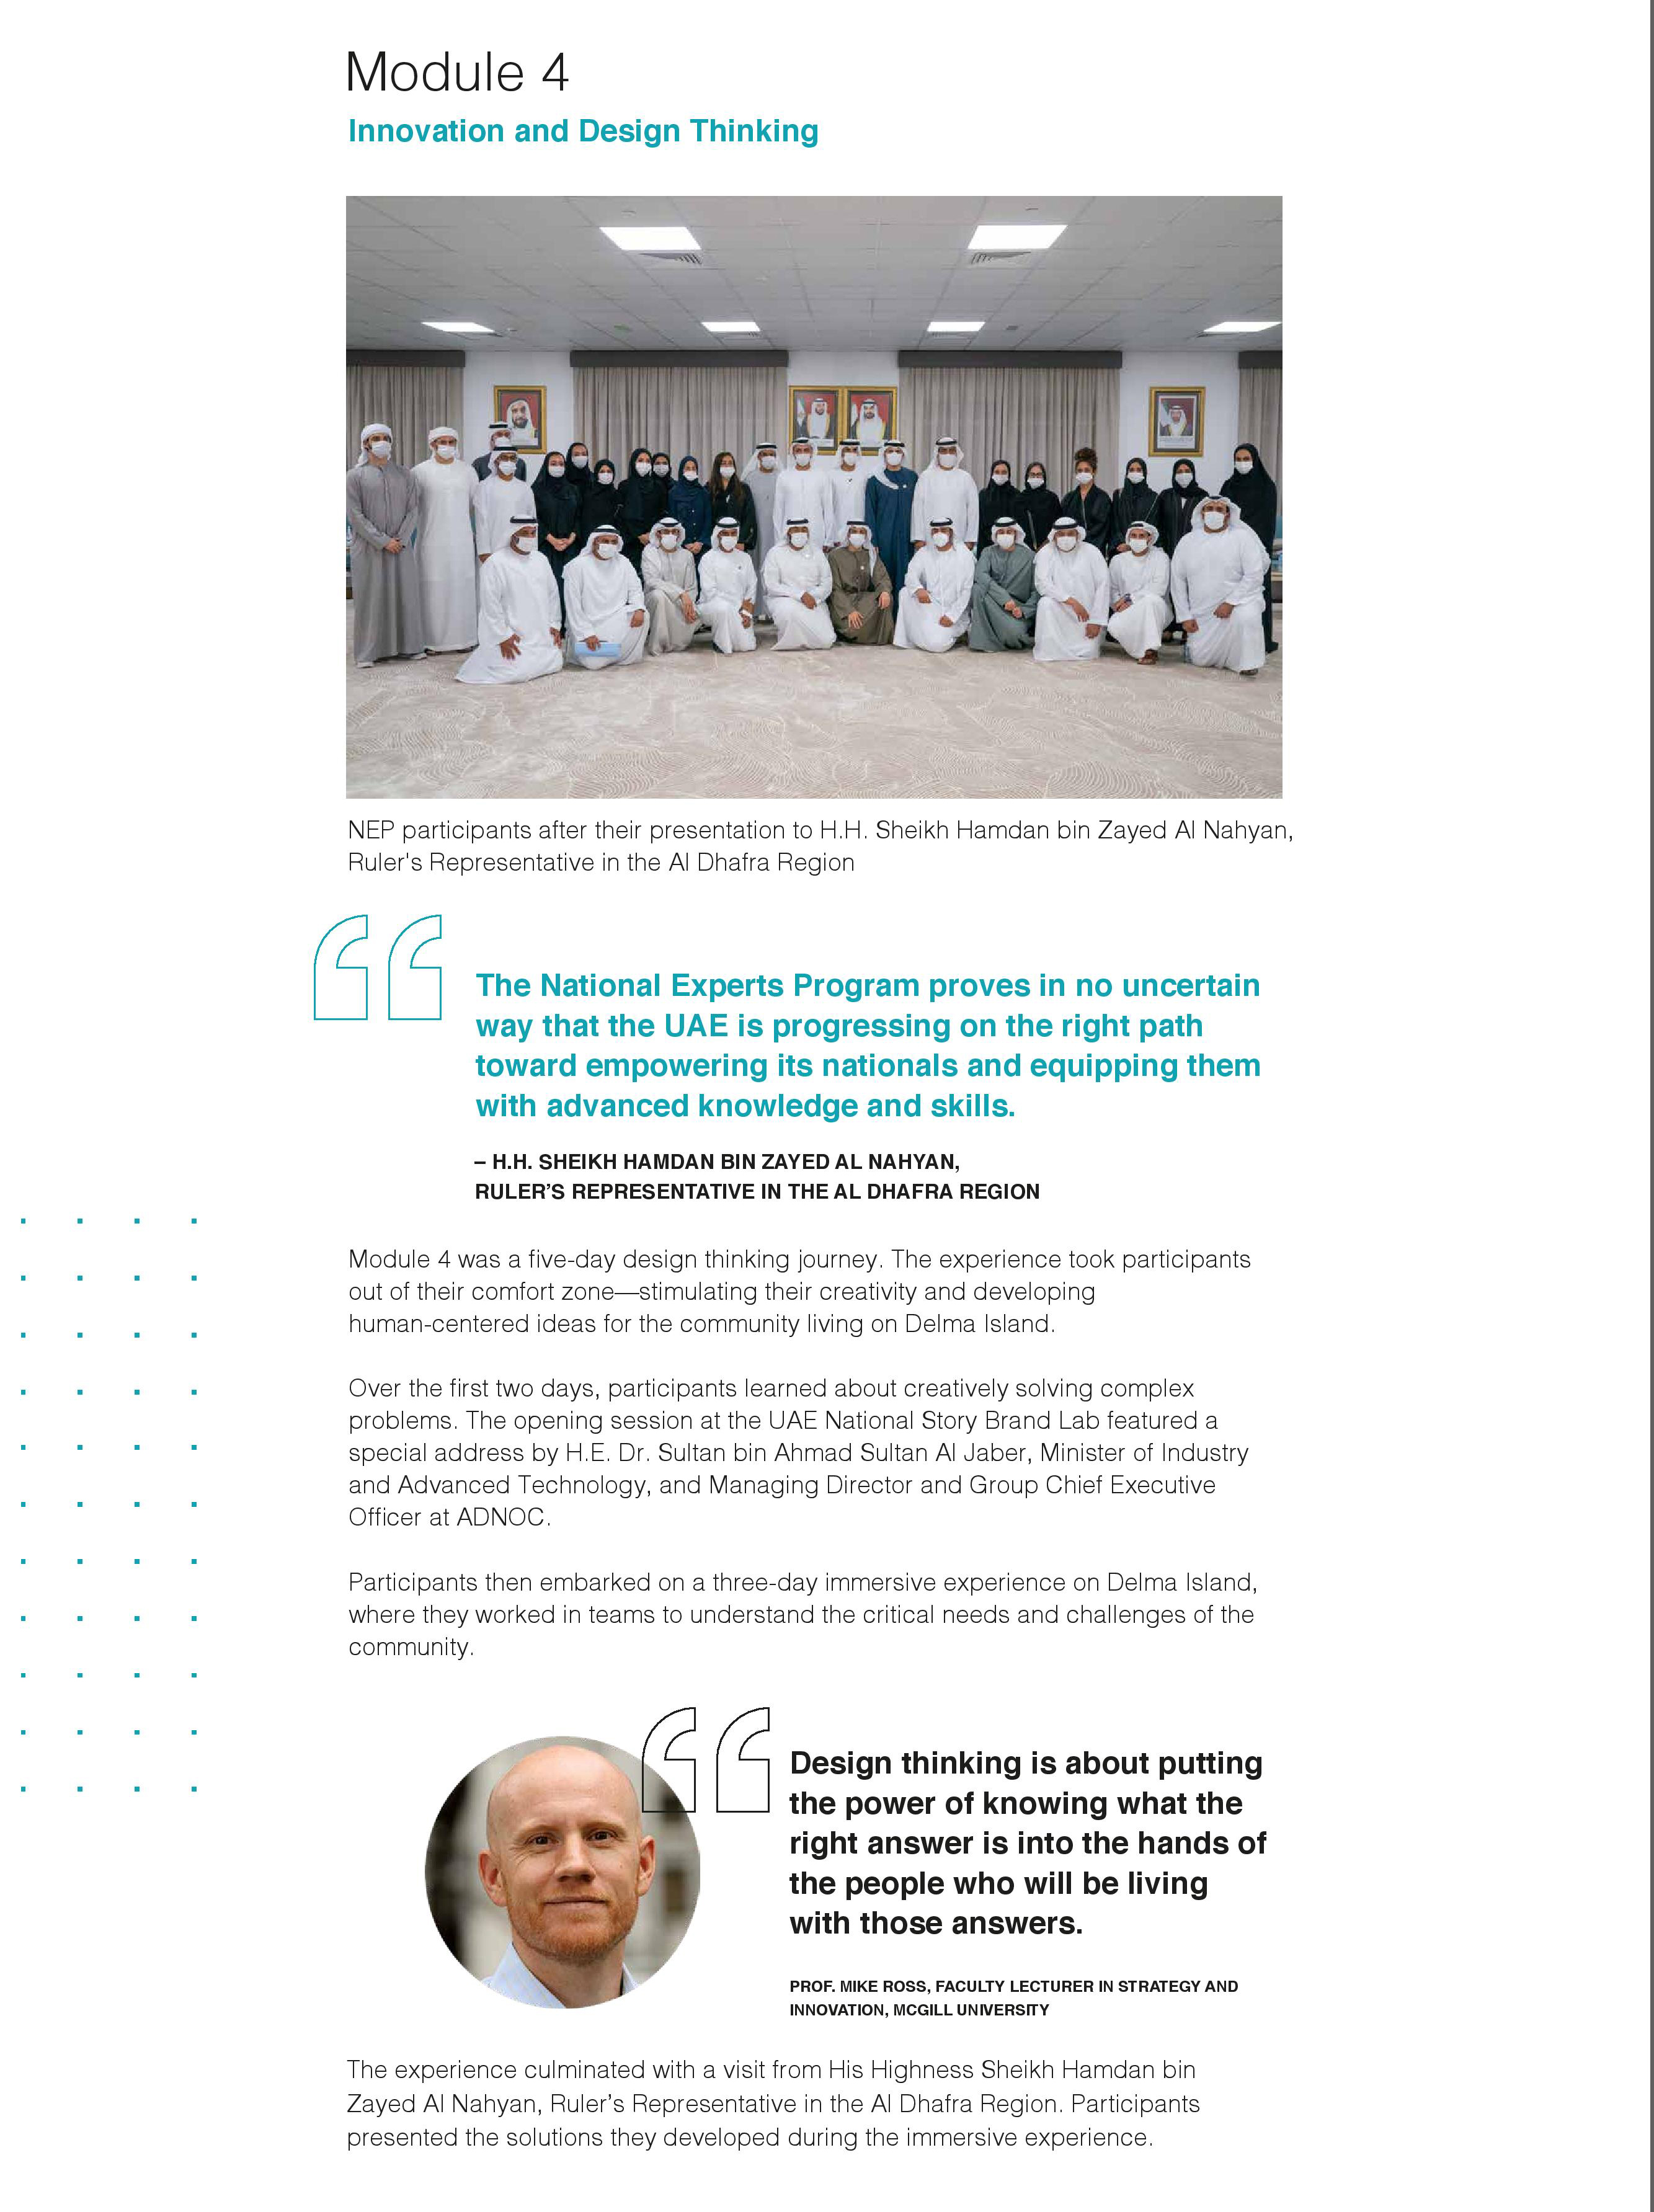 Module 4
Innovation and Design Thinking
NEP participants after their presentation to H.H. Sheikh Hamdan bin Zayed Al Nahyan,
Ruler's Representative in the Al Dhafra Region
The National Experts Program proves in no uncertain
way that the UAE is progressing on the right path
toward empowering its nationals and equipping them
with advanced knowledge and skills.
– H.H. SHEIKH HAMDAN BIN ZAYED AL NAHYAN,
RULER’S REPRESENTATIVE IN THE AL DHAFRA REGION
Module 4 was a five-day design thinking journey. The experience took participants
out of their comfort zone—stimulating their creativity and developing
human-centered ideas for the community living on Delma Island.
Over the first two days, participants learned about creatively solving complex
problems. The opening session at the UAE National Story Brand Lab featured a
special address by H.E. Dr. Sultan bin Ahmad Sultan Al Jaber, Minister of Industry
and Advanced Technology, and Managing Director and Group Chief Executive
Officer at ADNOC.
Participants then embarked on a three-day immersive experience on Delma Island,
where they worked in teams to understand the critical needs and challenges of the
community.
Design thinking is about putting
the power of knowing what the
right answer is into the hands of
the people who will be living
with those answers.
PROF. MIKE ROSS, FACULTY LECTURER IN STRATEGY AND
INNOVATION, MCGILL UNIVERSITY
The experience culminated with a visit from His Highness Sheikh Hamdan bin
Zayed Al Nahyan, Ruler’s Representative in the Al Dhafra Region. Participants
presented the solutions they developed during the immersive experience.